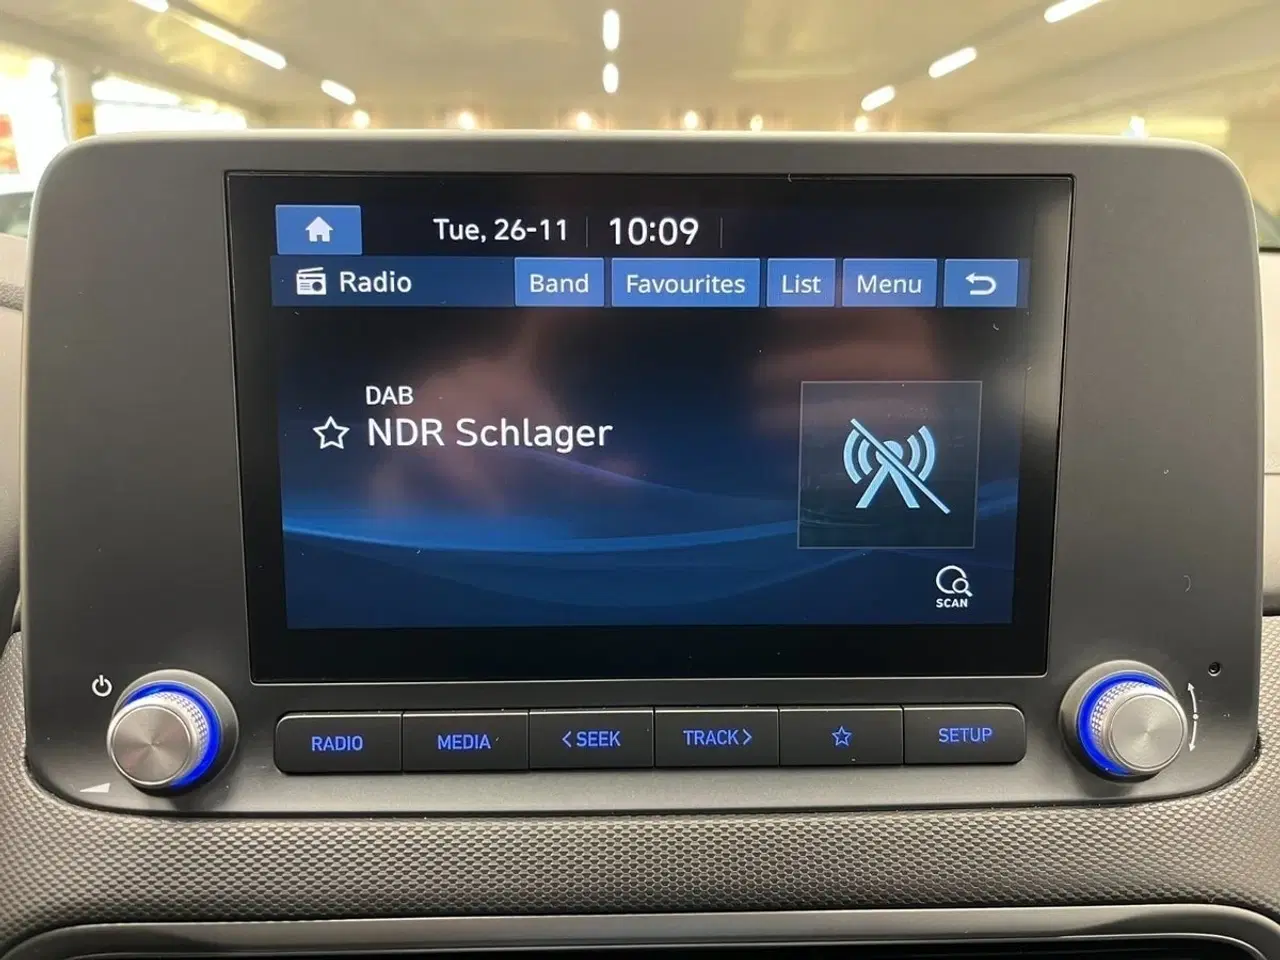 Tue, 26-11 10:09
Radio Band Favourites List Menu
DAB
NDR Schlager
SCAN
RADIO MEDIA <SEEK TRACK> SETUP